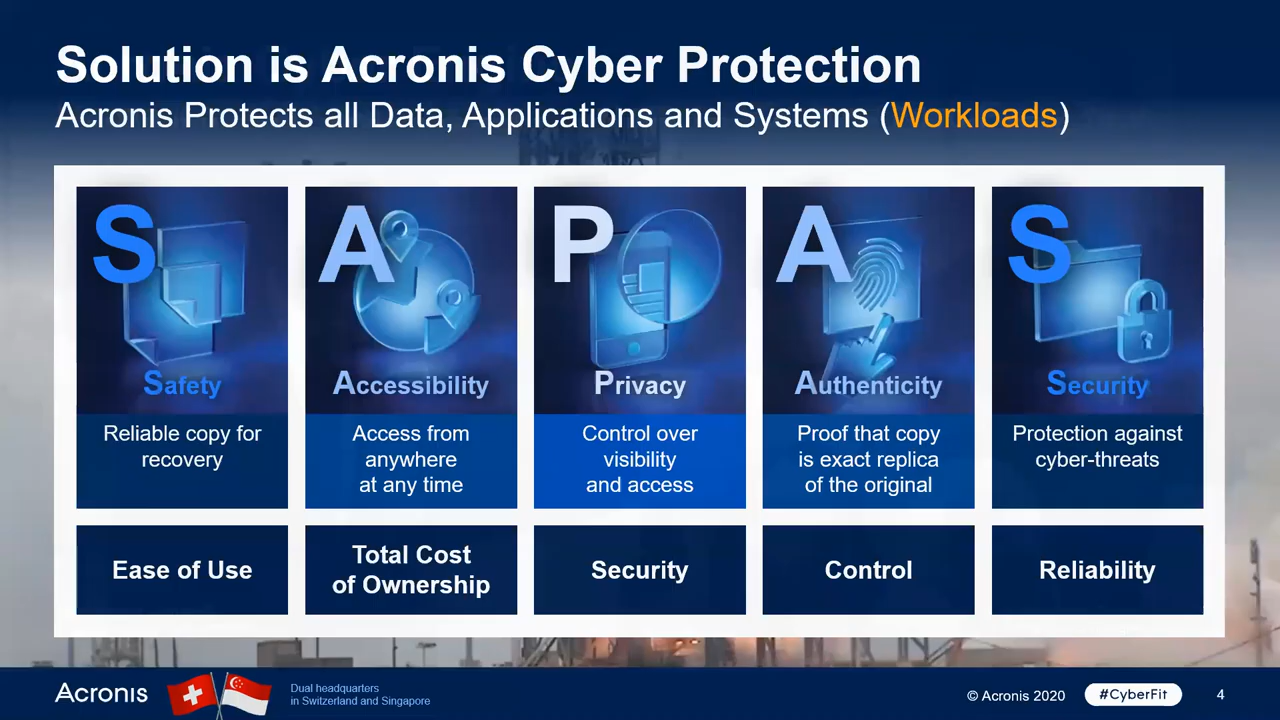 Solution is Acronis Cyber Protection
Acronis Protects all Data, Applications and Systems (Workloads)
S
Safety
Reliable copy for
recovery
A
Accessibility
Access from
anywhere
at any time
P
Privacy
Control over
visibility
and access
A
Authenticity
Proof that copy
is exact replica
of the original
S
Security
Protection against
cyber-threats
Ease of Use
Total Cost
of Ownership
Security
Control
Reliability
Acronis
Dual headquarters
in Switzerland and Singapore
© Acronis 2020
#CyberFit
4